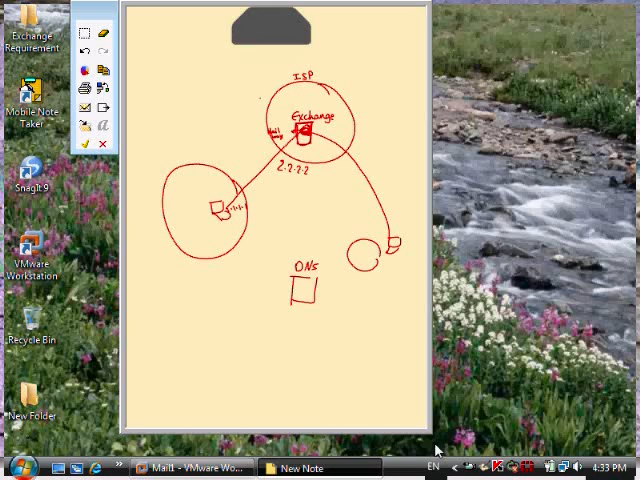 Exchange
Requirement
Mobile Note
Taker
SnagIt 9
VMware
Workstation
Recycle Bin
New Folder
ISP
Exchange
2.2.2.2
DNS
Mail1 - VMware Wo...
New Note
EN
4:33 PM